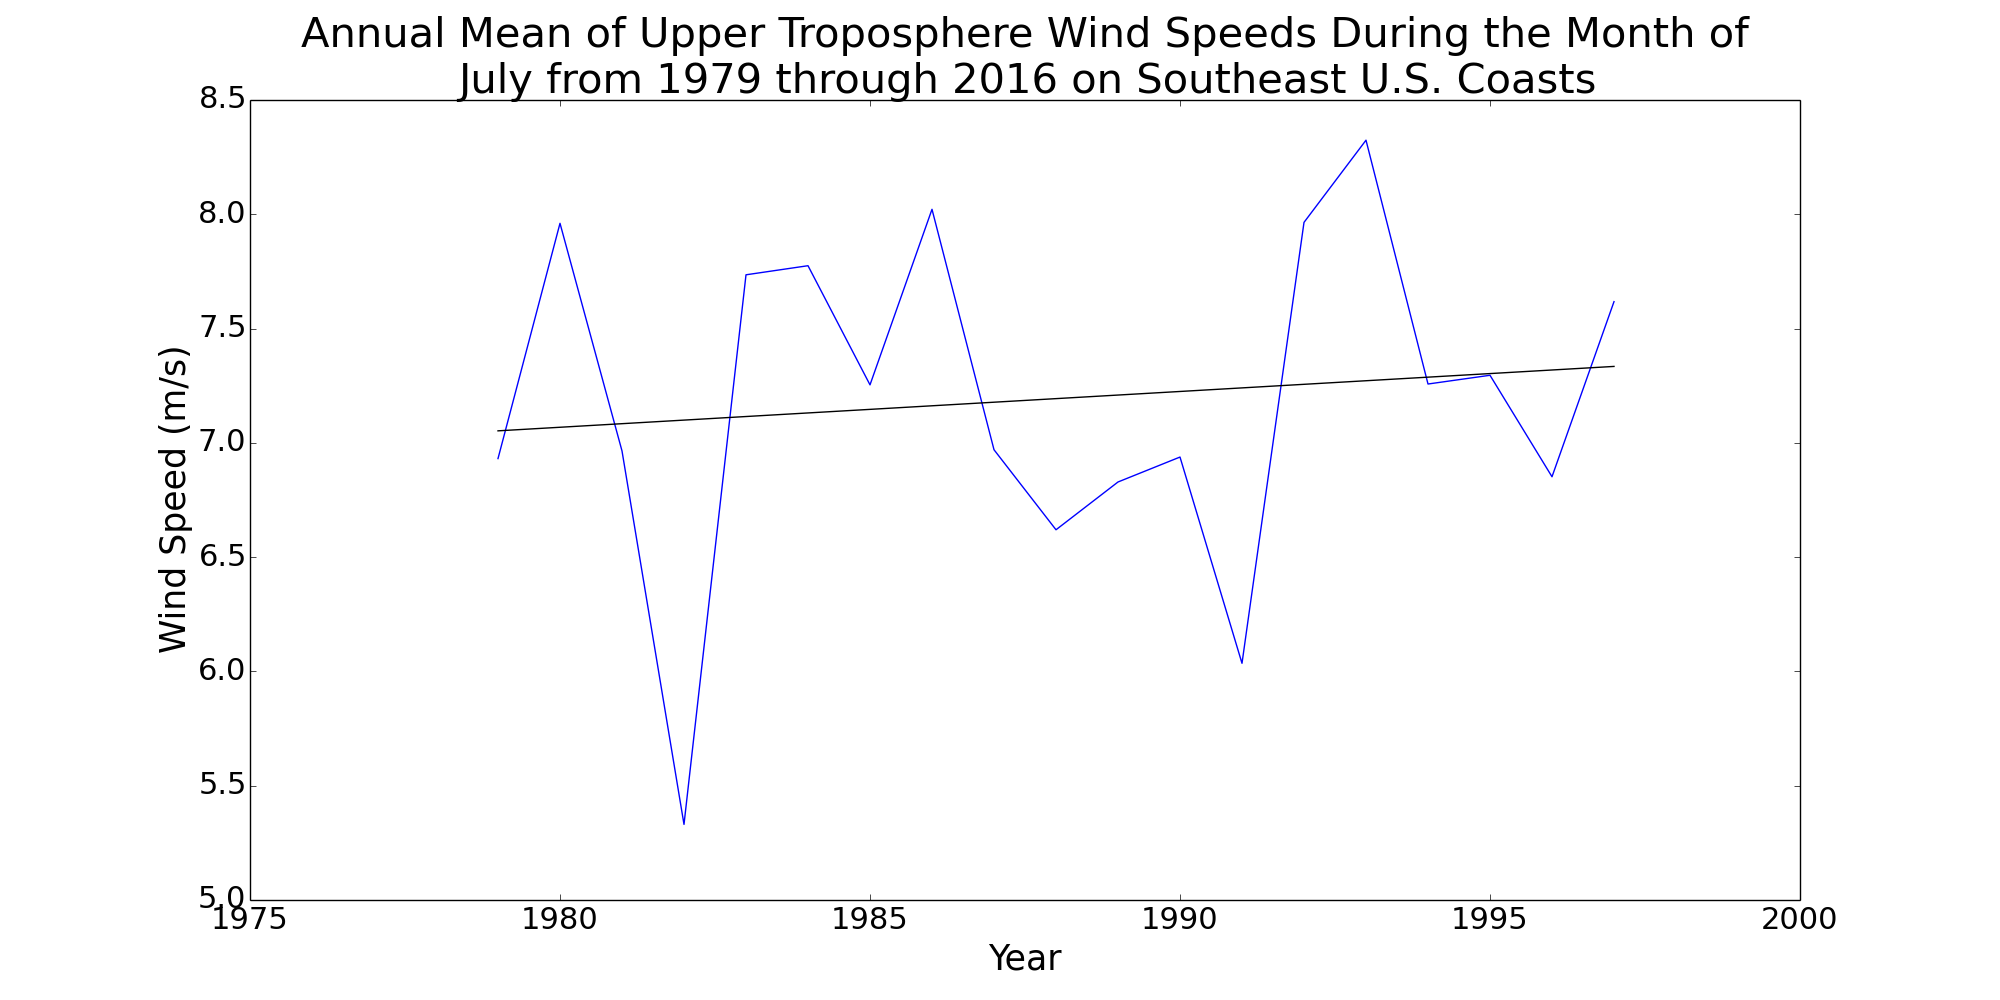 Annual Mean of Upper Troposphere Wind Speeds During the Month of
July from 1979 through 2016 on Southeast U.S. Coasts
8.5
8.0
7.5
7.0
6.5
6.0
5.5
5.0
Wind Speed (m/s)
1975 1980 1985 1990 1995 2000
Year